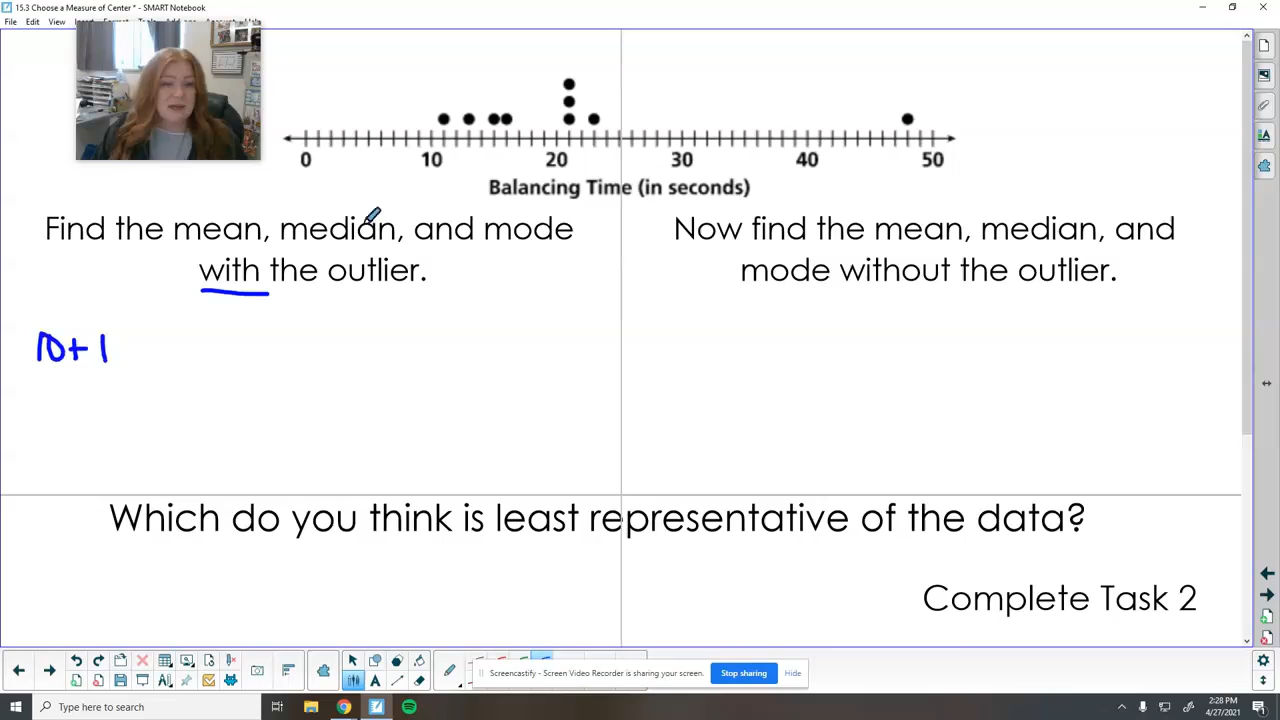 15.3 Choose a Measure of Center * - SMART Notebook
File Edit View Insert Format
0 10 20 30 40 50
Balancing Time (in seconds)
Find the mean, median, and mode
with the outlier.
Now find the mean, median, and
mode without the outlier.
10+1
Which do you think is least representative of the data?
Complete Task 2
Screencastify - Screen Video Recorder is sharing your screen.
Stop sharing
Hide
Type here to search
2:28 PM
4/27/2021